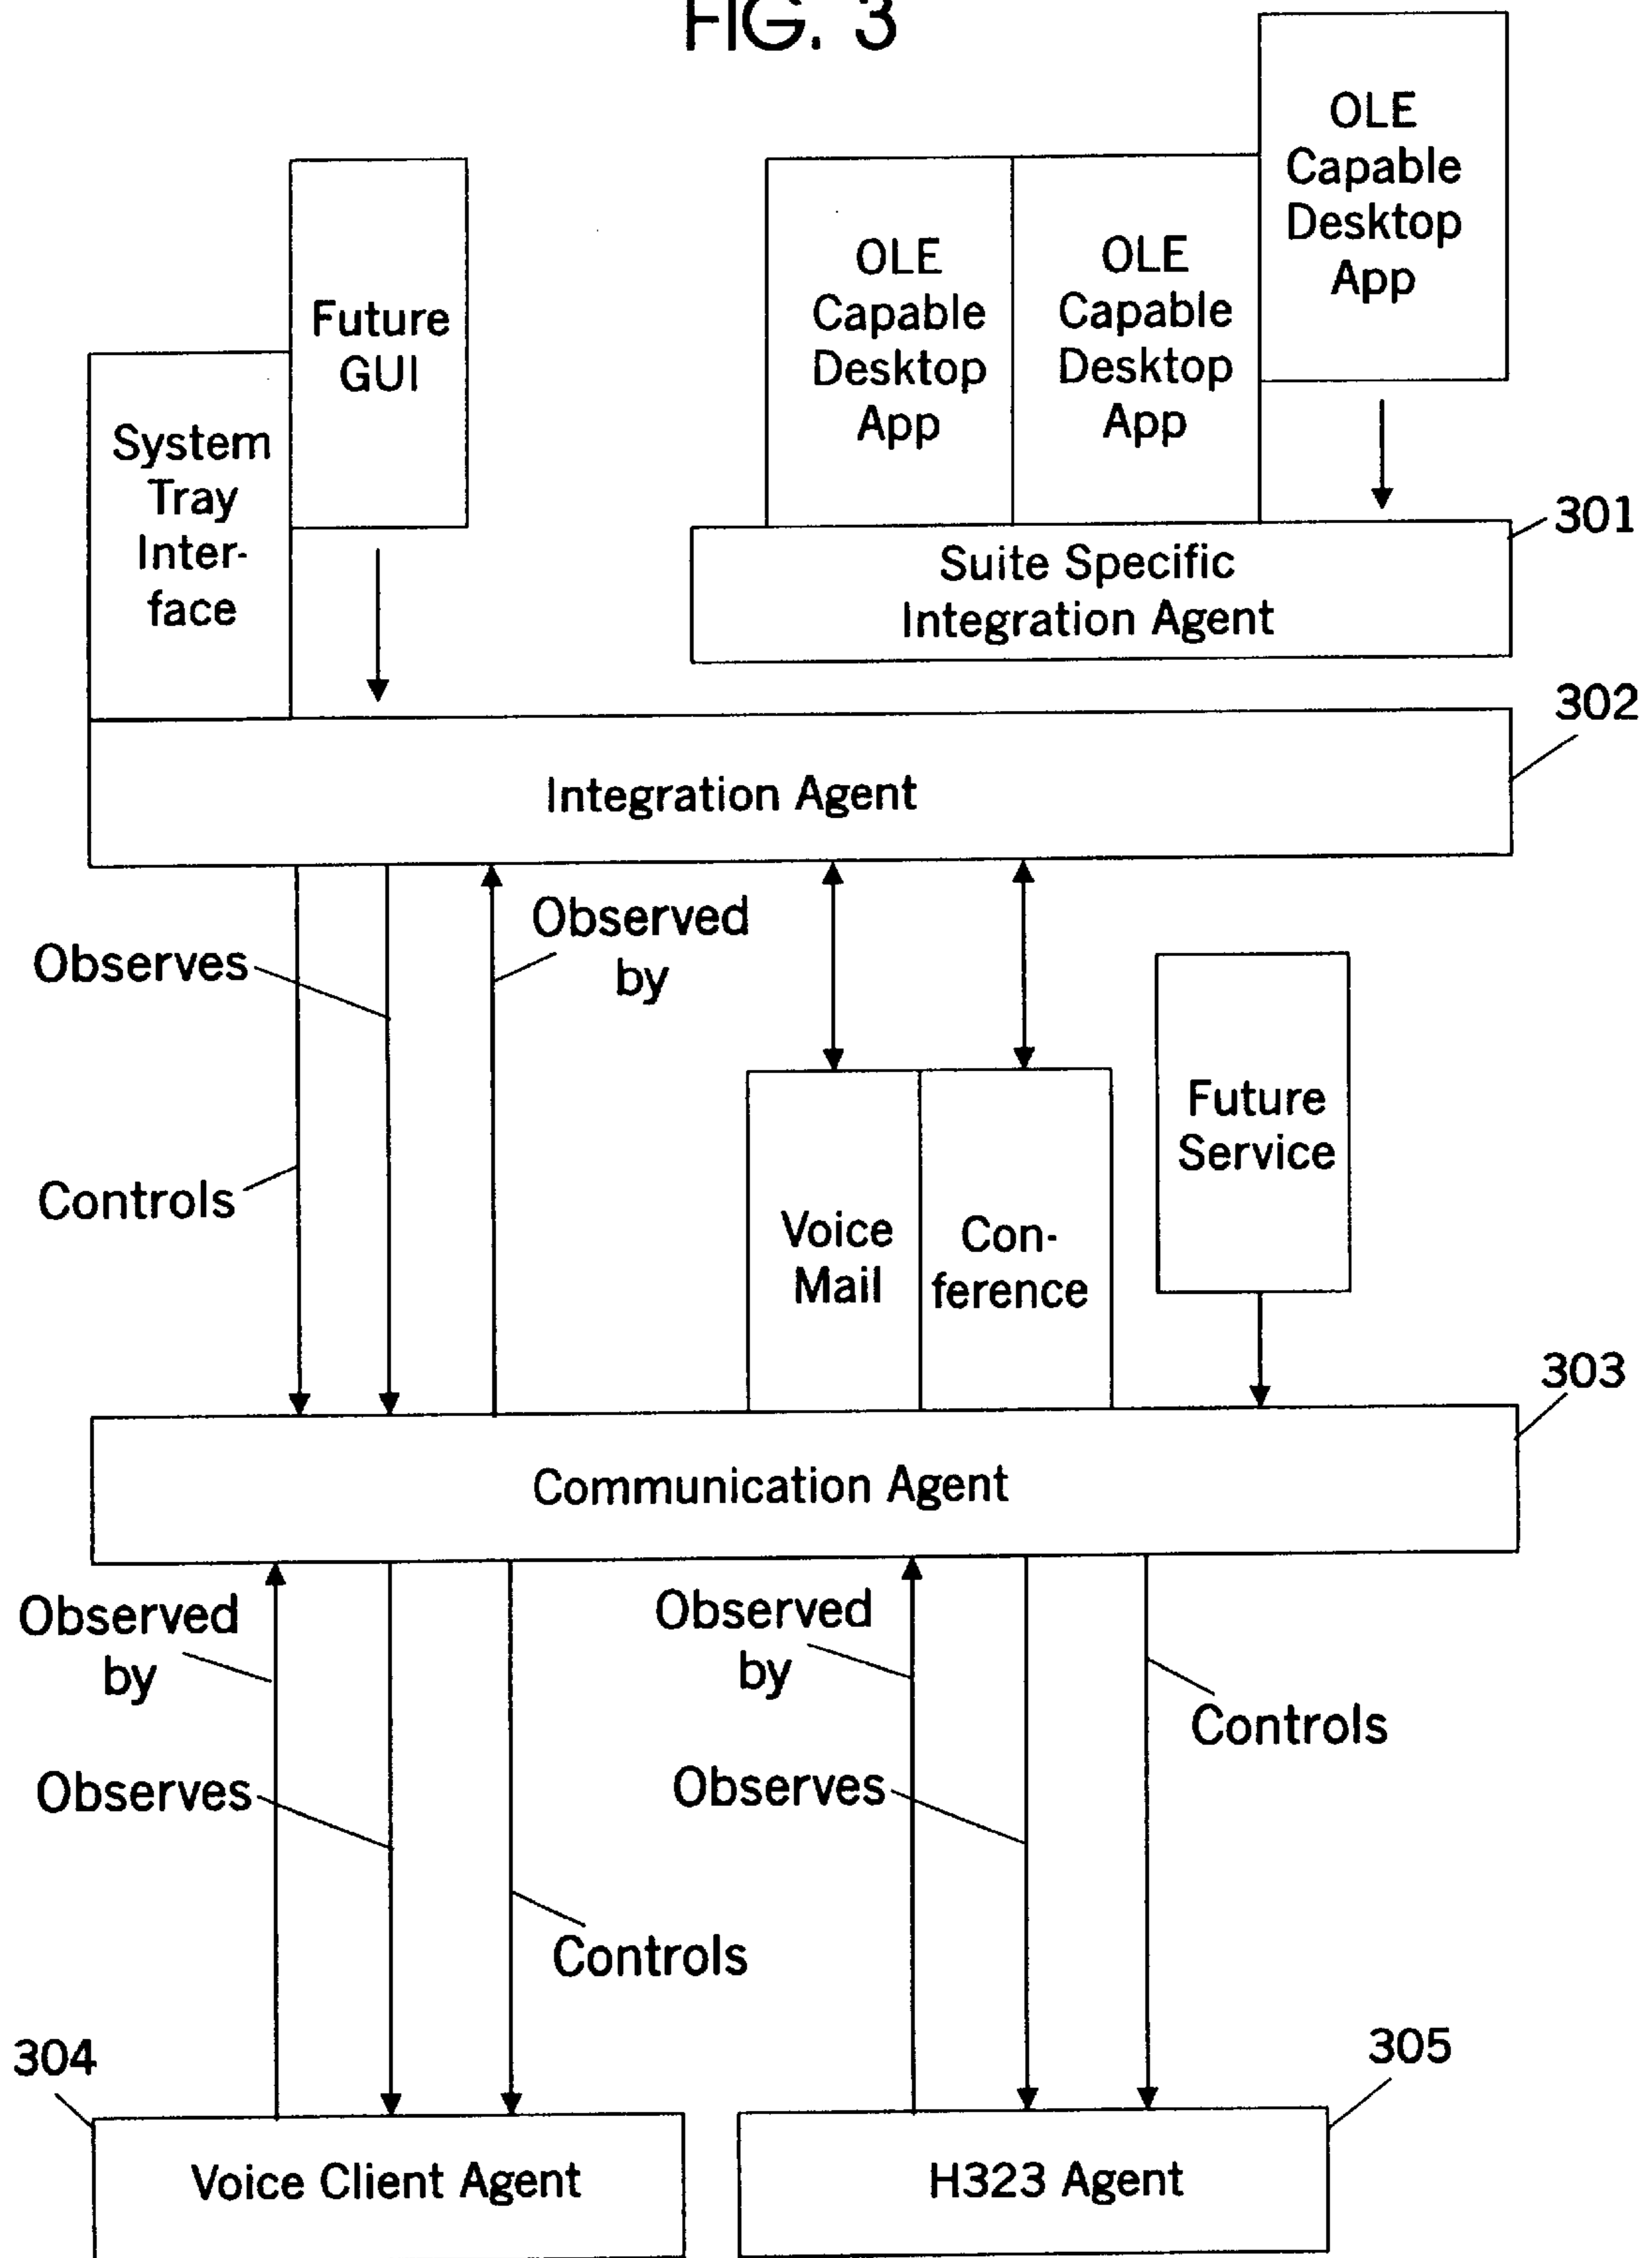 FIG. 3
OLE
Capable
Desktop
App
OLE
Capable
Desktop
App
OLE
Capable
Desktop
App
Future
GUI
System
Tray
Inter-
face
301
Suite Specific
Integration Agent
302
Integration Agent
Observed
by
Observes
Controls
Future
Service
Voice
Mail
Con-
ference
303
Communication Agent
Observed
by
Observes
Controls
Observed
by
Observes
Controls
304
Voice Client Agent
305
H323 Agent